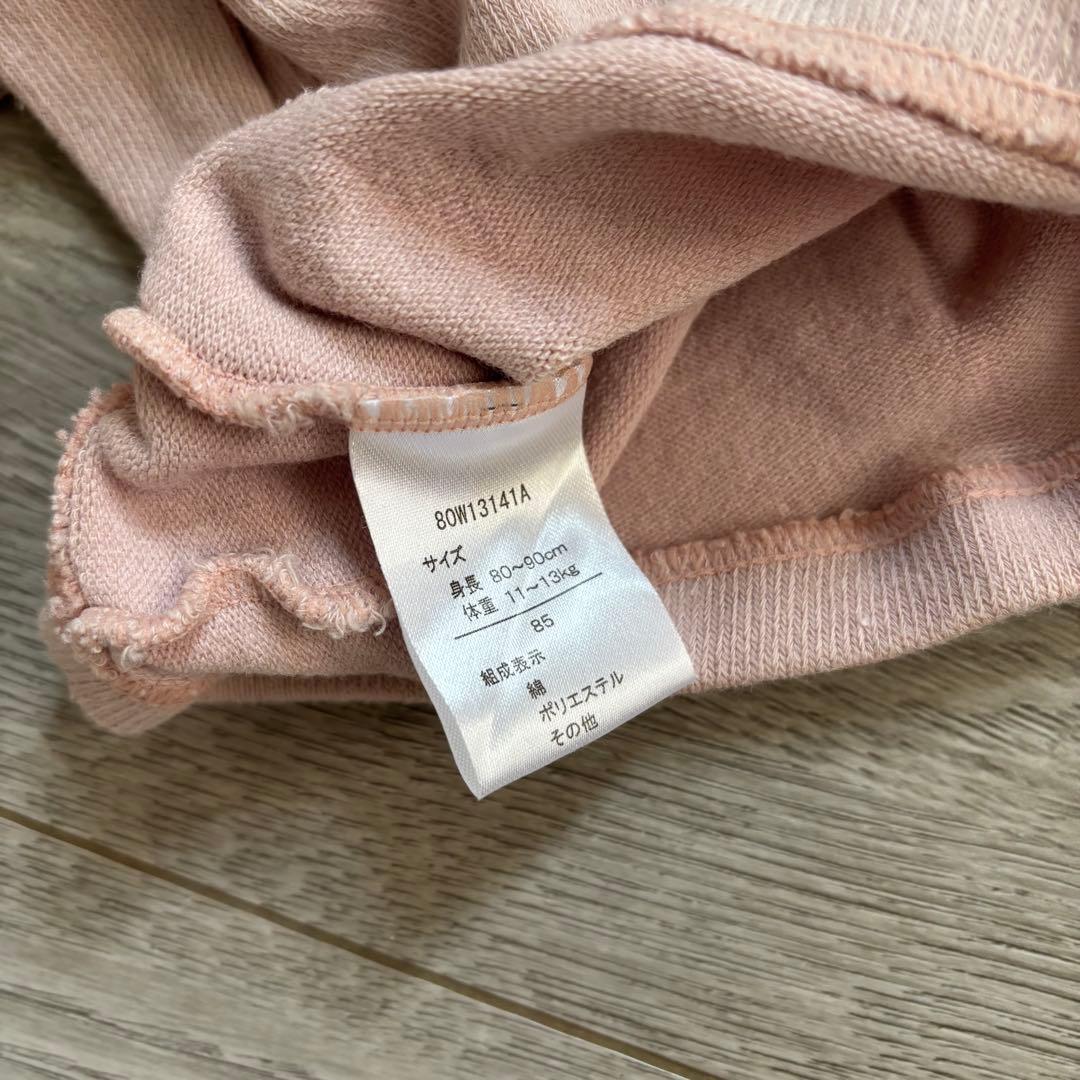 80W13141A
サイズ
身長 80～90cm
体重 11～13kg
85
組成表示
綿
ポリエステル
その他